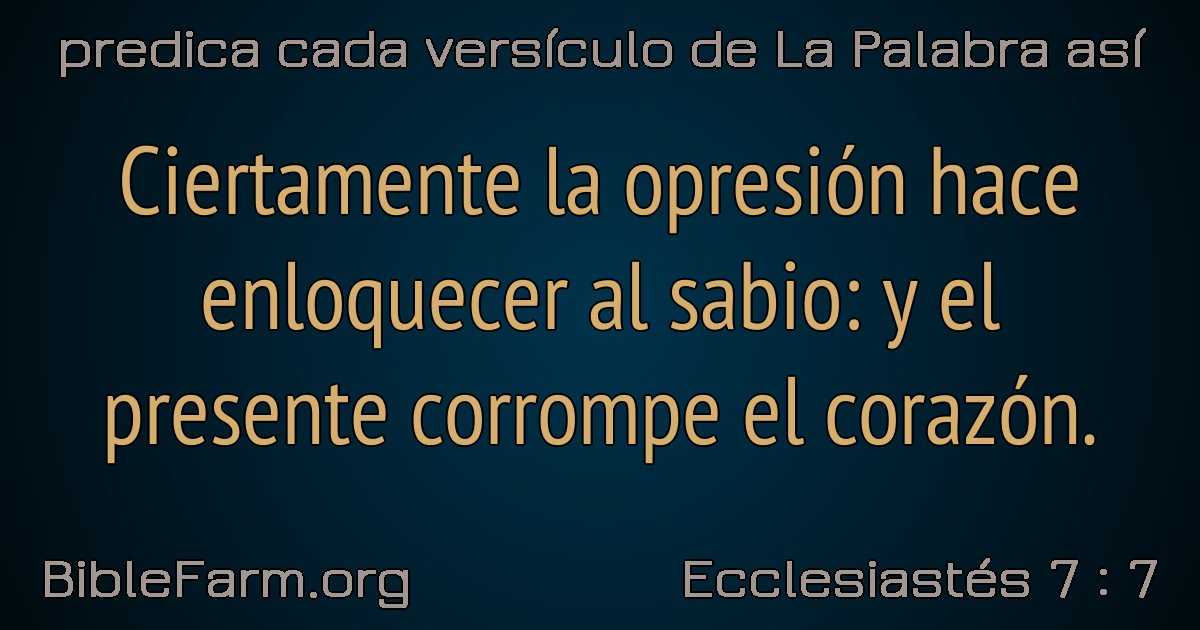 predica cada versículo de La Palabra así
Ciertamente la opresión hace
enloquecer al sabio: y el
presente corrompe el corazón.
BibleFarm.org
Ecclesiastés 7 : 7